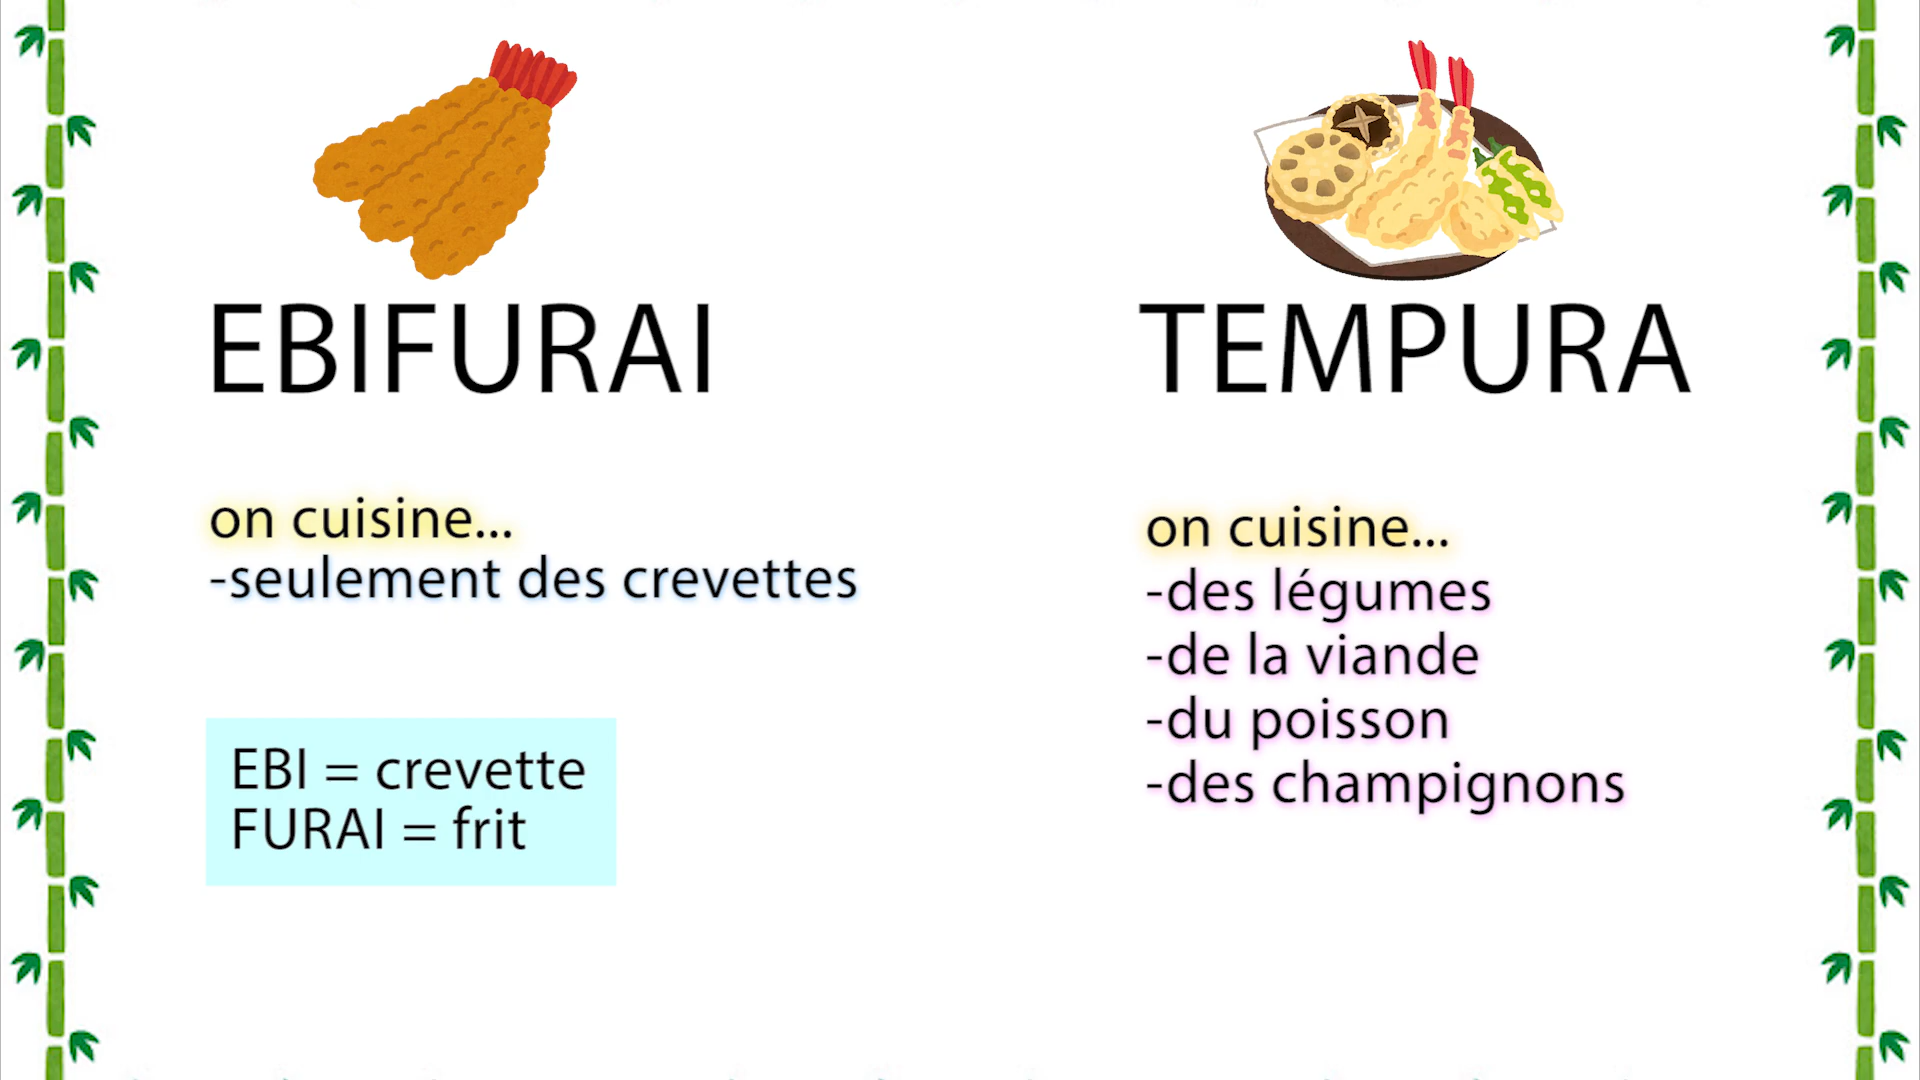 EBIFURAI
on cuisine...
-seulement des crevettes
EBI = crevette
FURAI = frit
TEMPURA
on cuisine...
-des légumes
-de la viande
-du poisson
-des champignons